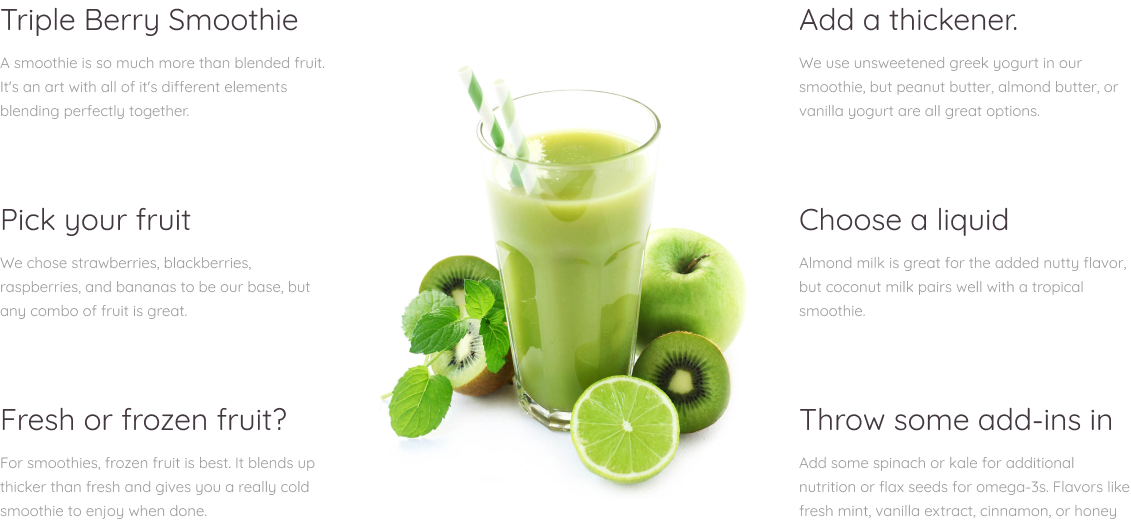 Triple Berry Smoothie
A smoothie is so much more than blended fruit.
It's an art with all of it's different elements
blending perfectly together.
Pick your fruit
We chose strawberries, blackberries,
raspberries, and bananas to be our base, but
any combo of fruit is great.
Fresh or frozen fruit?
For smoothies, frozen fruit is best. It blends up
thicker than fresh and gives you a really cold
smoothie to enjoy when done.
Add a thickener.
We use unsweetened greek yogurt in our
smoothie, but peanut butter, almond butter, or
vanilla yogurt are all great options.
Choose a liquid
Almond milk is great for the added nutty flavor,
but coconut milk pairs well with a tropical
smoothie.
Throw some add-ins in
Add some spinach or kale for additional
nutrition or flax seeds for omega-3s. Flavors like
fresh mint, vanilla extract, cinnamon, or honey